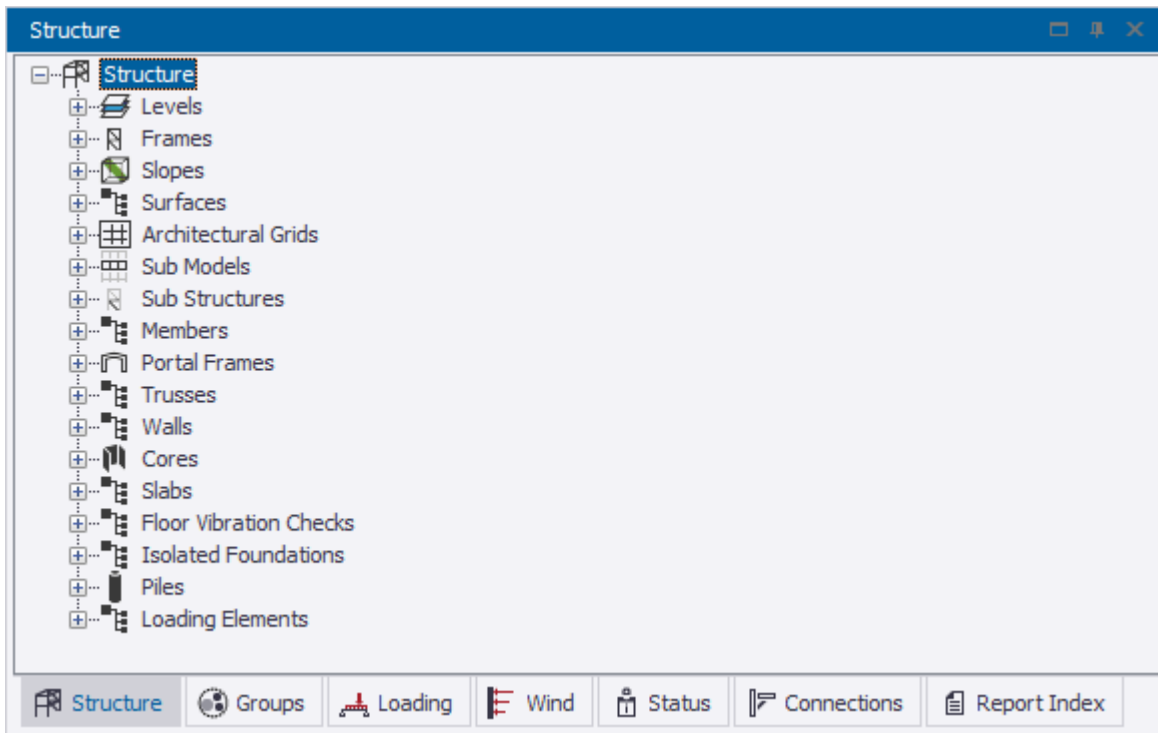 Structure
Structure
Levels
Frames
Slopes
Surfaces
Architectural Grids
Sub Models
Sub Structures
Members
Portal Frames
Trusses
Walls
Cores
Slabs
Floor Vibration Checks
Isolated Foundations
Piles
Loading Elements
Structure Groups Loading Wind Status Connections Report Index